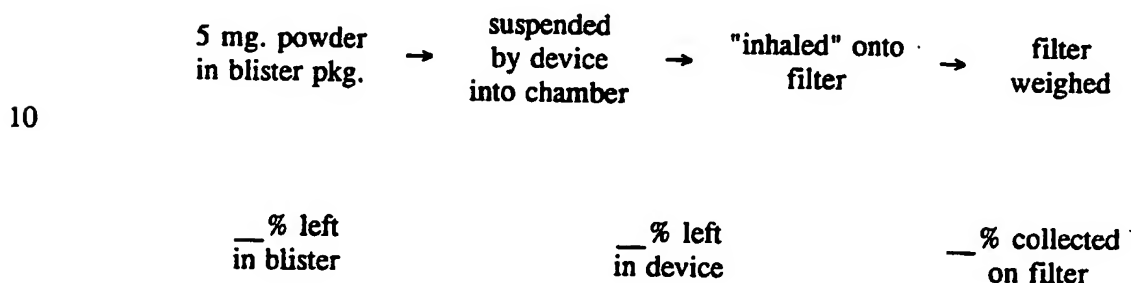 5 mg. powder
in blister pkg.
→
suspended
by device
into chamber
→
"inhaled" onto
filter
→
filter
weighed
10
__% left
in blister
__% left
in device
__% collected
on filter